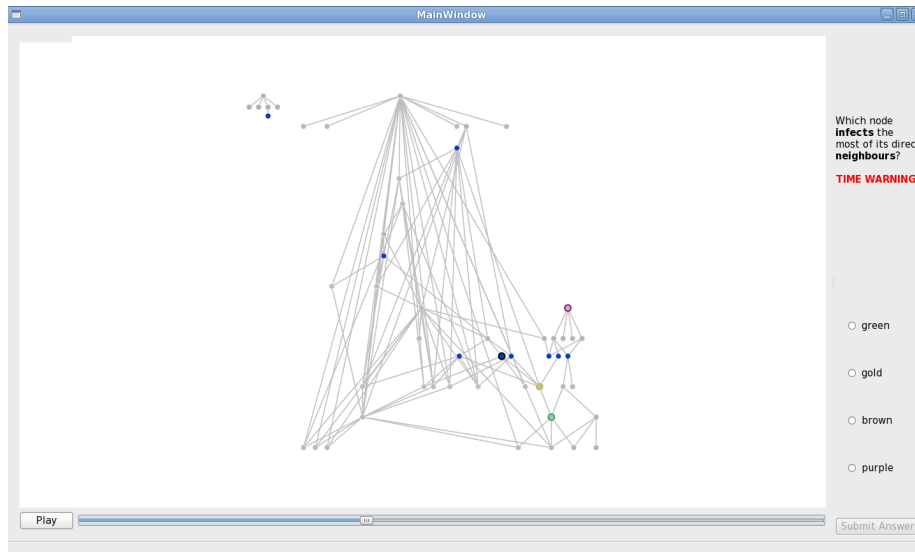 MainWindow
Which node
infects the
most of its direc
neighbours?
TIME WARNING
green
gold
brown
purple
Play
Submit Answer